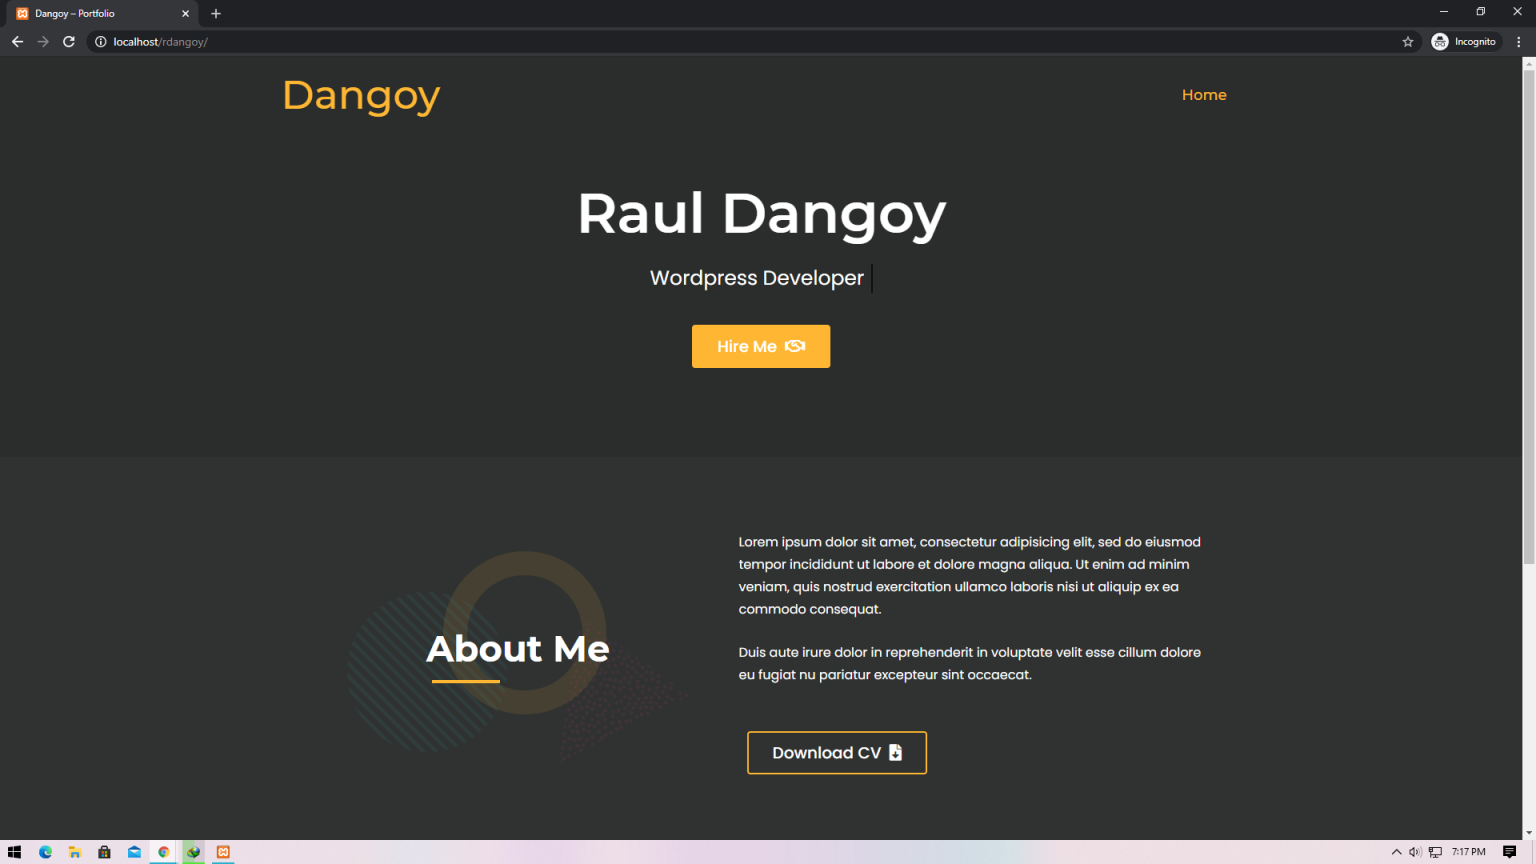 Dangoy – Portfolio
localhost/rdangoy/
Incognito
Dangoy
Home
Raul Dangoy
Wordpress Developer
Hire Me
About Me
Lorem ipsum dolor sit amet, consectetur adipisicing elit, sed do eiusmod
tempor incididunt ut labore et dolore magna aliqua. Ut enim ad minim
veniam, quis nostrud exercitation ullamco laboris nisi ut aliquip ex ea
commodo consequat.
Duis aute irure dolor in reprehenderit in voluptate velit esse cillum dolore
eu fugiat nu pariatur excepteur sint occaecat.
Download CV
7:17 PM